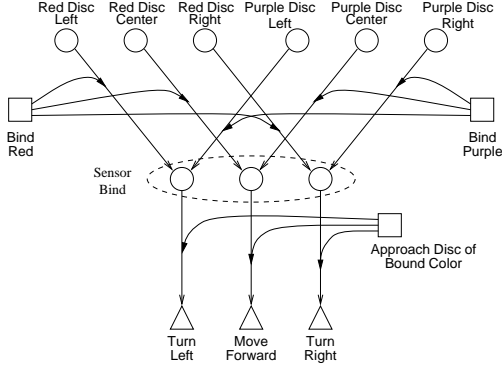 Red Disc
Left
Red Disc
Center
Red Disc
Right
Purple Disc
Left
Purple Disc
Center
Purple Disc
Right
Bind
Red
Bind
Purple
Sensor
Bind
Approach Disc of
Bound Color
Turn
Left
Move
Forward
Turn
Right